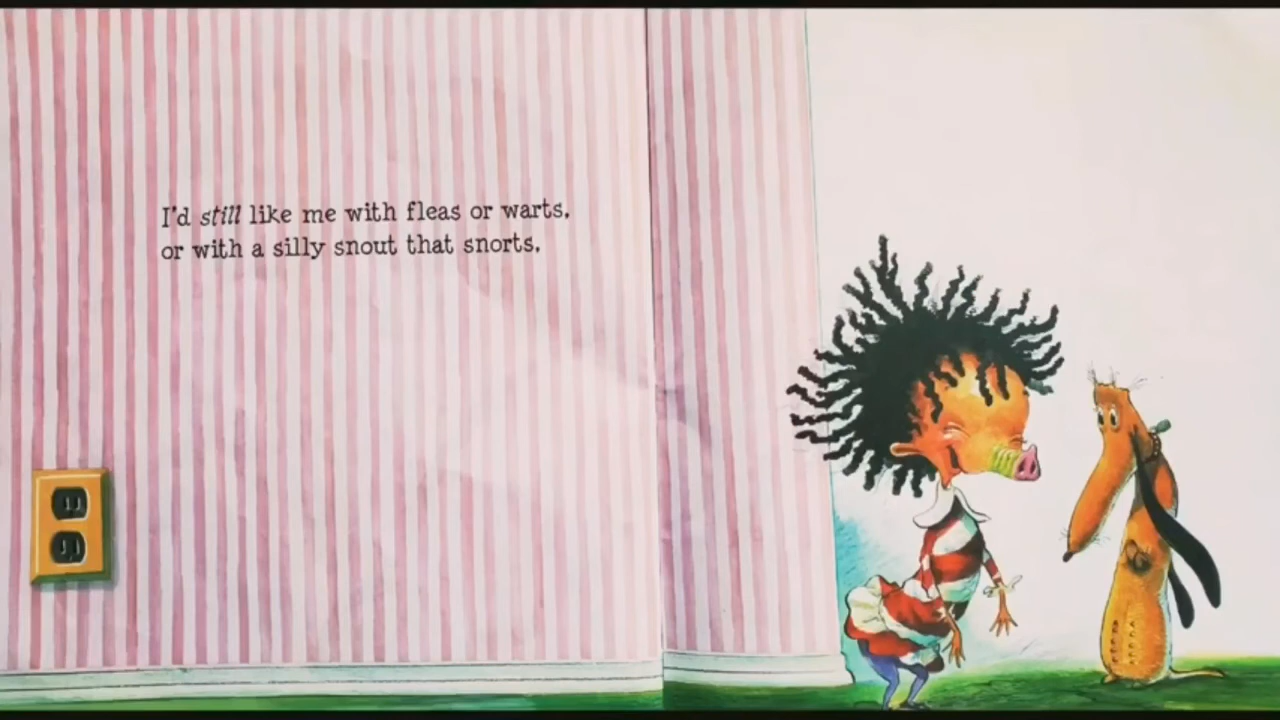 I'd still like me with fleas or warts,
or with a silly snout that snorts,